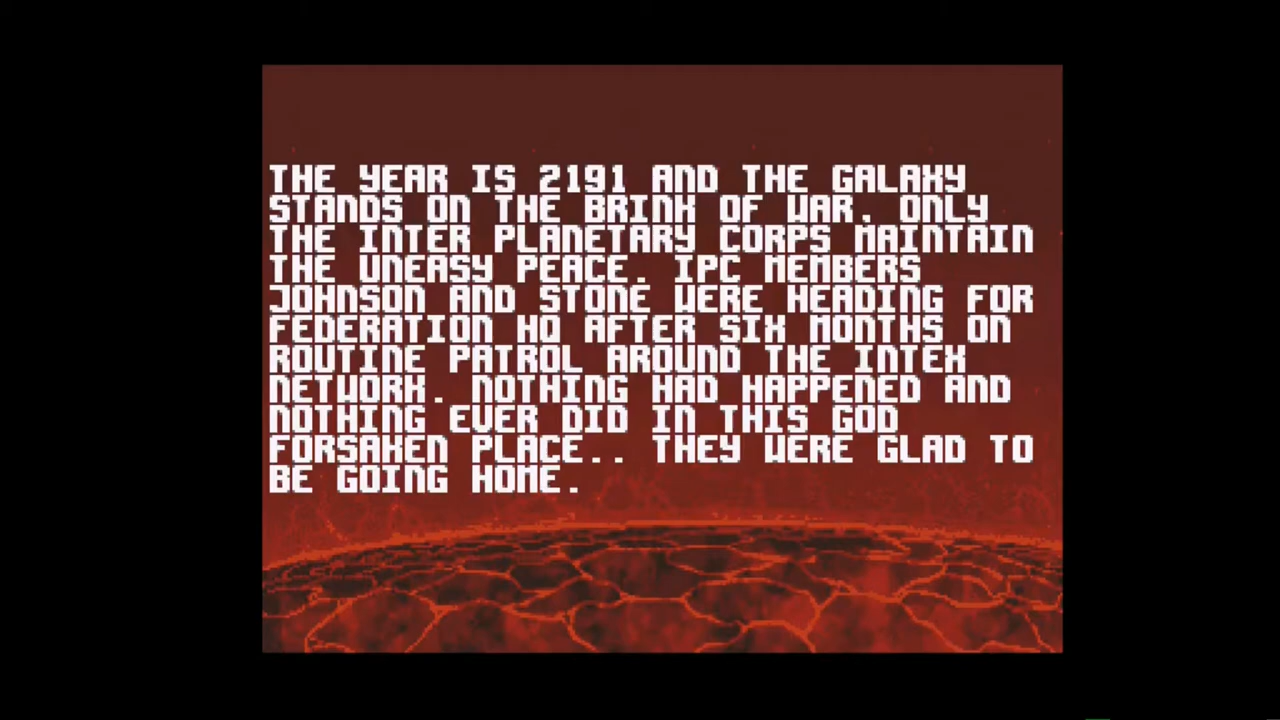 THE YEAR IS 2191 AND THE GALAXY
STANDS ON THE BRINK OF WAR. ONLY
THE INTER PLANETARY CORPS MAINTAIN
THE UNEASY PEACE. IPC MEMBERS
JOHNSON AND STONE WERE HEADING FOR
FEDERATION HQ AFTER SIX MONTHS ON
ROUTINE PATROL AROUND THE INTEX
NETWORK. NOTHING HAD HAPPENED AND
NOTHING EVER DID IN THIS GOD
FORSAKEN PLACE.. THEY WERE GLAD TO
BE GOING HOME.